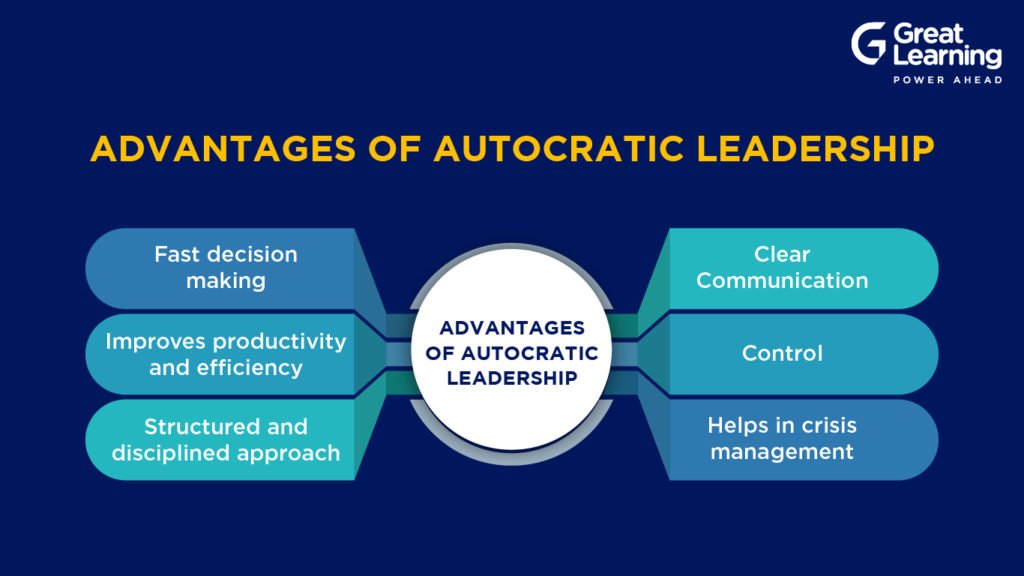 Great
Learning
POWER AHEAD
ADVANTAGES OF AUTOCRATIC LEADERSHIP
Fast decision
making
Improves productivity
and efficiency
Structured and
disciplined approach
ADVANTAGES
OF AUTOCRATIC
LEADERSHIP
Clear
Communication
Control
Helps in crisis
management